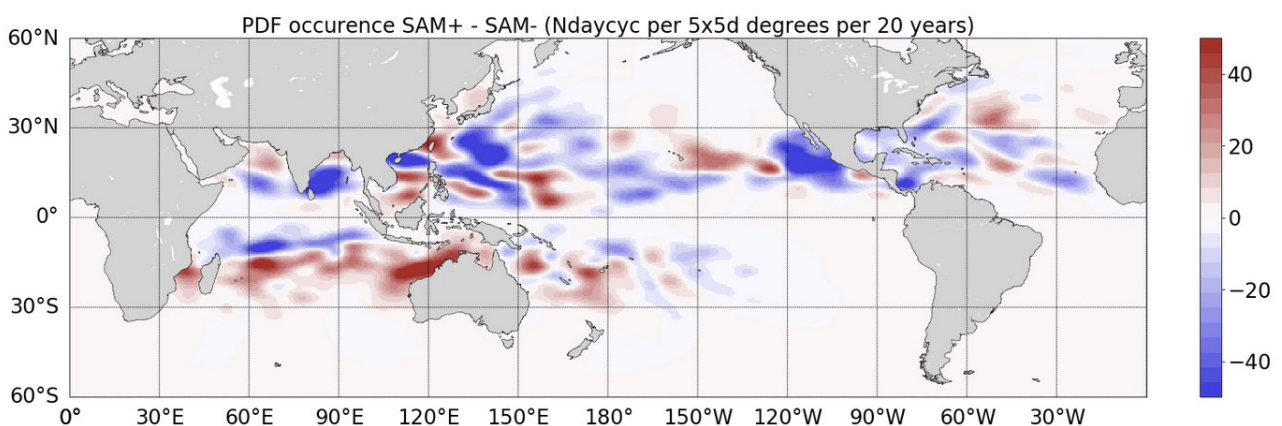 PDF occurence SAM+ - SAM- (Ndaycyc per 5x5d degrees per 20 years)
60°N
30°N
0°
30°S
60°S
0° 30°E 60°E 90°E 120°E 150°E 180° 150°W 120°W 90°W 60°W 30°W
40
20
0
−20
−40